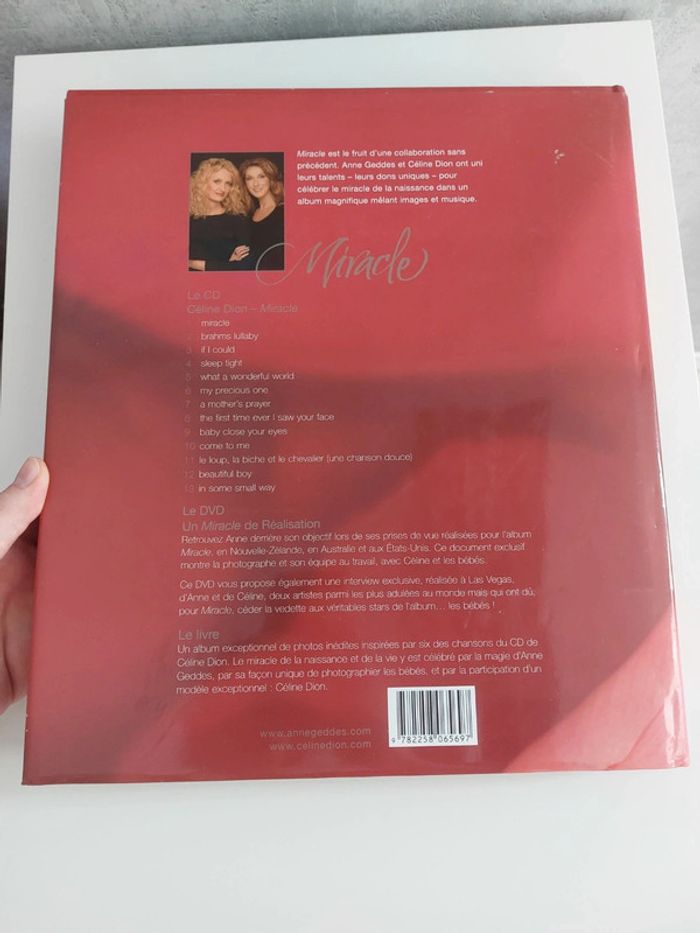 Miracle est le fruit d'une collaboration sans
précédent. Anne Geddes et Céline Dion ont uni
leurs talents – leurs dons uniques – pour
célébrer le miracle de la naissance dans un
album magnifique mêlant images et musique.
Miracle
Le CD
Céline Dion – Miracle
miracle
2 brahms lullaby
3 if I could
4 sleep tight
5 what a wonderful world
6 my precious one
7 a mother's prayer
8 the first time ever I saw your face
9 baby close your eyes
10 come to me
11 le loup, la biche et le chevalier (une chanson douce)
12 beautiful boy
13 in some small way
Le DVD
Un Miracle de Réalisation
Retrouvez Anne derrière son objectif lors de ses prises de vue réalisées pour l'album
Miracle, en Nouvelle-Zélande, en Australie et aux États-Unis. Ce document exclusif
montre la photographe et son équipe au travail, avec Céline et les bébés.
Ce DVD vous propose également une interview exclusive, réalisée à Las Vegas,
d'Anne et de Céline, deux artistes parmi les plus adulées au monde mais qui ont dû,
pour Miracle, céder la vedette aux véritables stars de l'album… les bébés !
Le livre
Un album exceptionnel de photos inédites inspirées par six des chansons du CD de
Céline Dion. Le miracle de la naissance et de la vie y est célébré par la magie d'Anne
Geddes, par sa façon unique de photographier les bébés, et par la participation d'un
modèle exceptionnel : Céline Dion.
www.annegeddes.com
www.celinedion.com
9 782258 065697